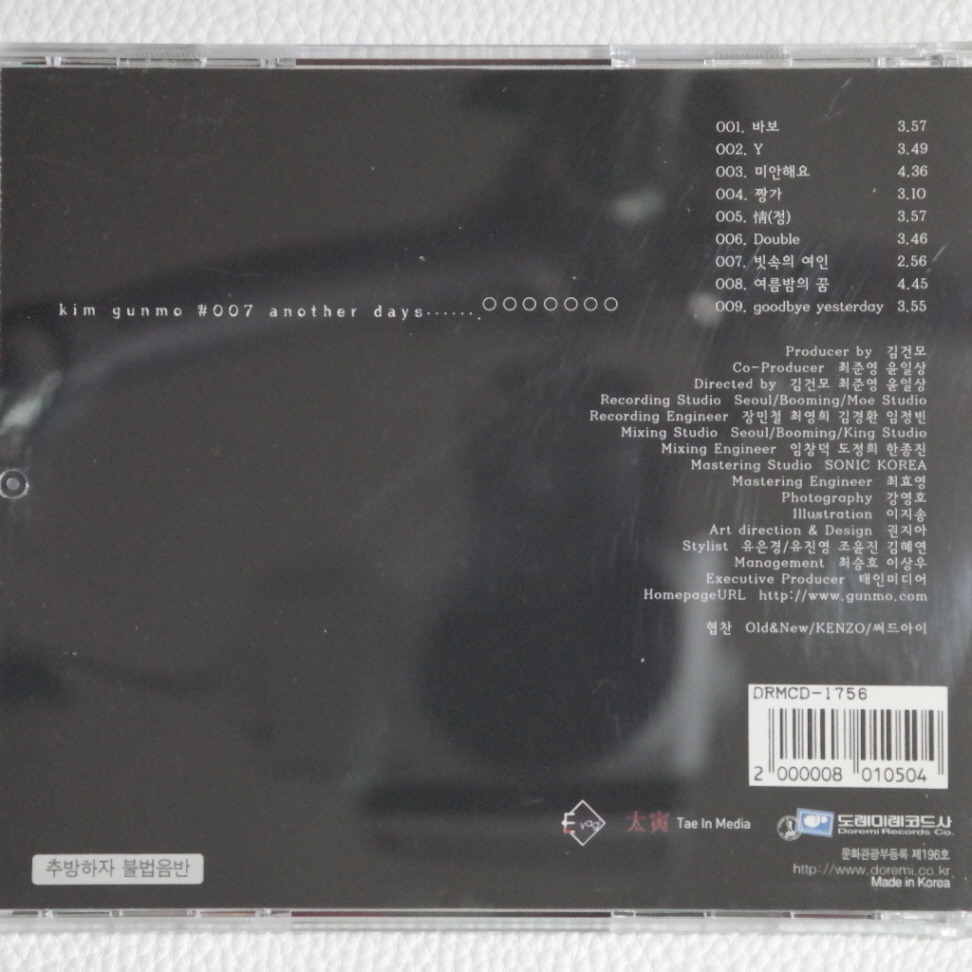 001. 바보 3.57
002. Y 3.49
003. 미안해요 4.36
004. 짱가 3.10
005. 情(정) 3.57
006. Double 3.46
007. 빗속의 여인 2.56
008. 여름밤의 꿈 4.45
009. goodbye yesterday 3.55
kim gunmo #007 another days....... ○○○○○○○
Producer by 김건모
Co-Producer 최준영 윤일상
Directed by 김건모 최준영 윤일상
Recording Studio Seoul/Booming/Moe Studio
Recording Engineer 장민철 최영희 김경환 임정빈
Mixing Studio Seoul/Booming/King Studio
Mixing Engineer 임창덕 도정희 한종진
Mastering Studio SONIC KOREA
Mastering Engineer 최효영
Photography 강영호
Illustration 이지송
Art direction & Design 권지아
Stylist 유은경/유진영 조윤진 김혜연
Management 최승호 이상우
Executive Producer 태인미디어
HomepageURL http://www.gunmo.com
협찬 Old&New/KENZO/써드아이
DRMCD-1756
2 000008 010504
太寅 Tae In Media
도레미레코드사
Doremi Records Co.
문화관광부등록 제196호
http://www.doremi.co.kr
Made in Korea
추방하자 불법음반